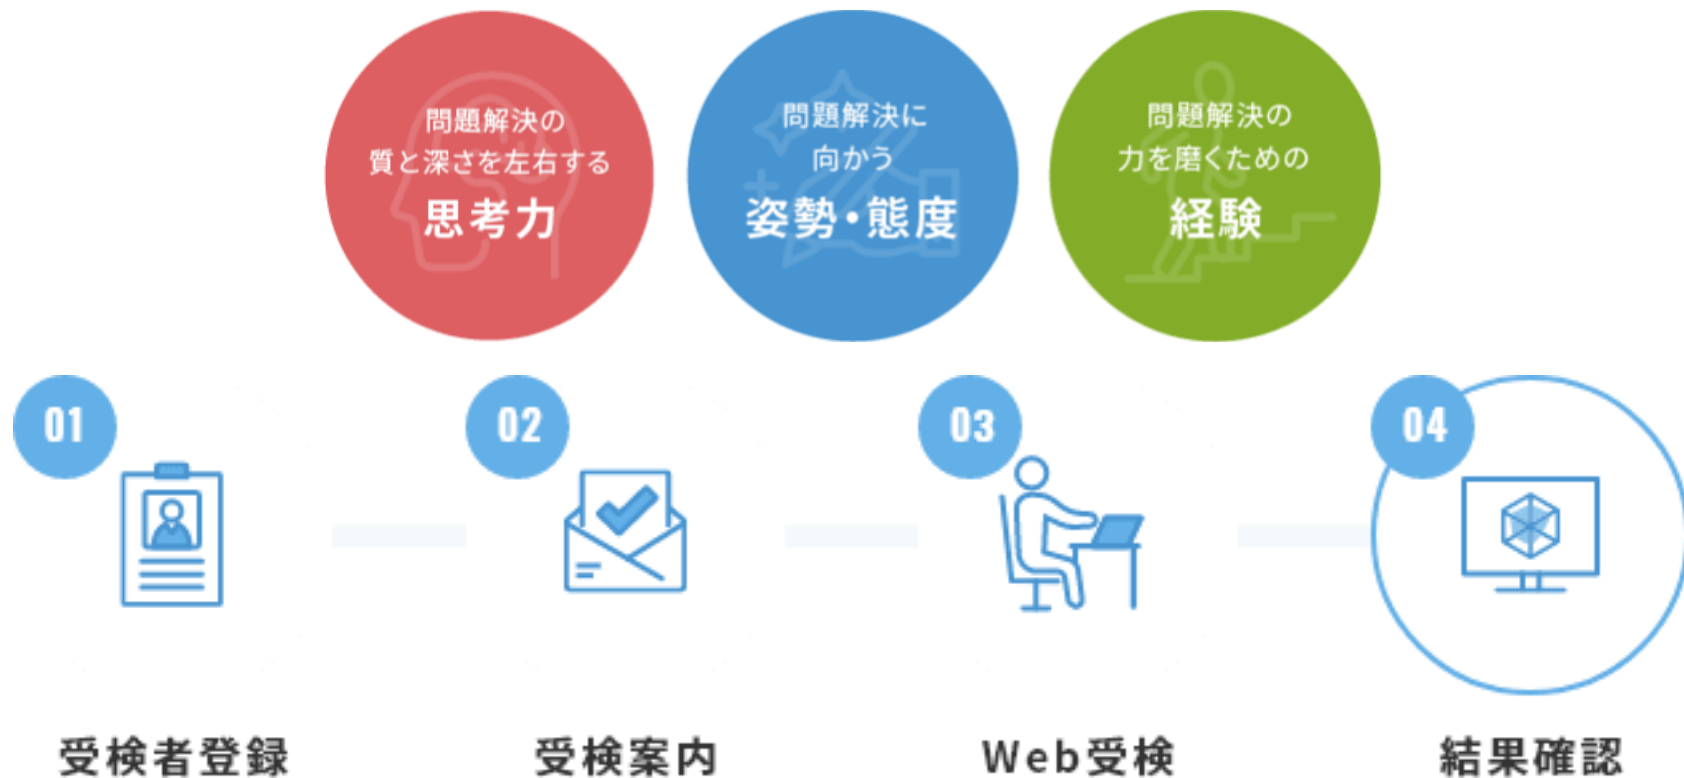 問題解決の
質と深さを左右する
思考力
問題解決に
向かう
姿勢・態度
問題解決の
力を磨くための
経験
01
02
03
04
受検者登録
受検案内
Web受検
結果確認